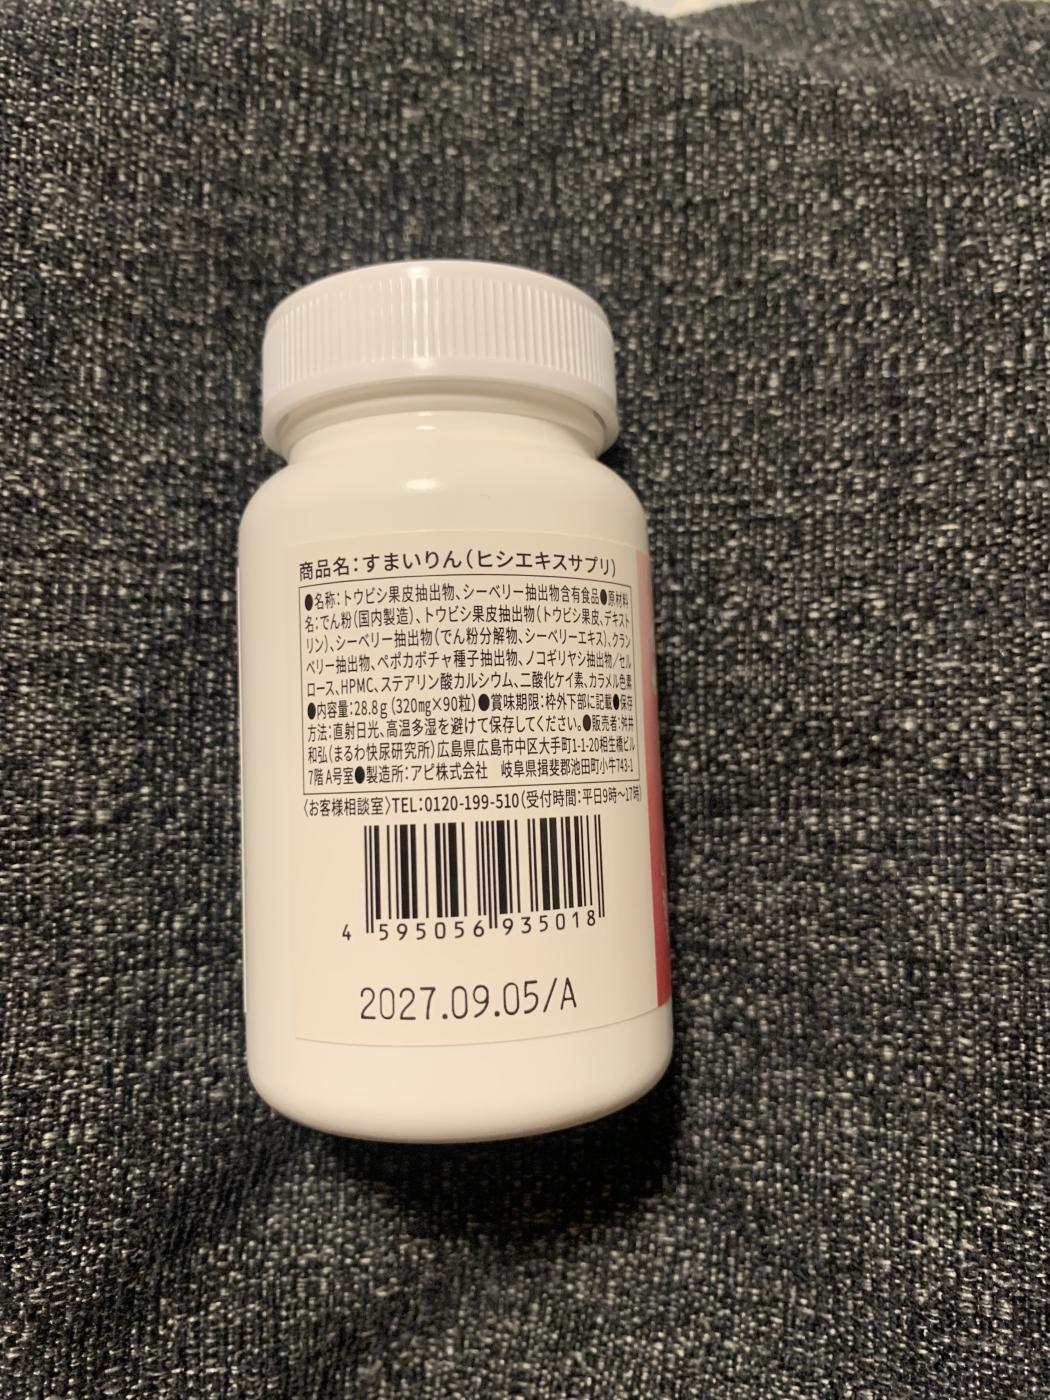 商品名：すまいりん（ヒシエキスサプリ）
●名称：トウビシ果皮抽出物、シーベリー抽出物含有食品●原材料
名：でん粉（国内製造）、トウビシ果皮抽出物（トウビシ果皮、デキスト
リン）、シーベリー抽出物（でん粉分解物、シーベリーエキス）、クラン
ベリー抽出物、ペポカボチャ種子抽出物、ノコギリヤシ抽出物／セル
ロース、HPMC、ステアリン酸カルシウム、二酸化ケイ素、カラメル色素
●内容量：28.8g（320mg×90粒）●賞味期限：枠外下部に記載●保存
方法：直射日光、高温多湿を避けて保存してください。●販売者：舛井
和弘（まるわ快尿研究所）広島県広島市中区大手町1-1-20相生橋ビル
7階A号室●製造所：アピ株式会社　岐阜県揖斐郡池田町小牛743-1
〈お客様相談室〉TEL：0120-199-510（受付時間：平日9時～17時）
4 595056 935018
2027.09.05/A